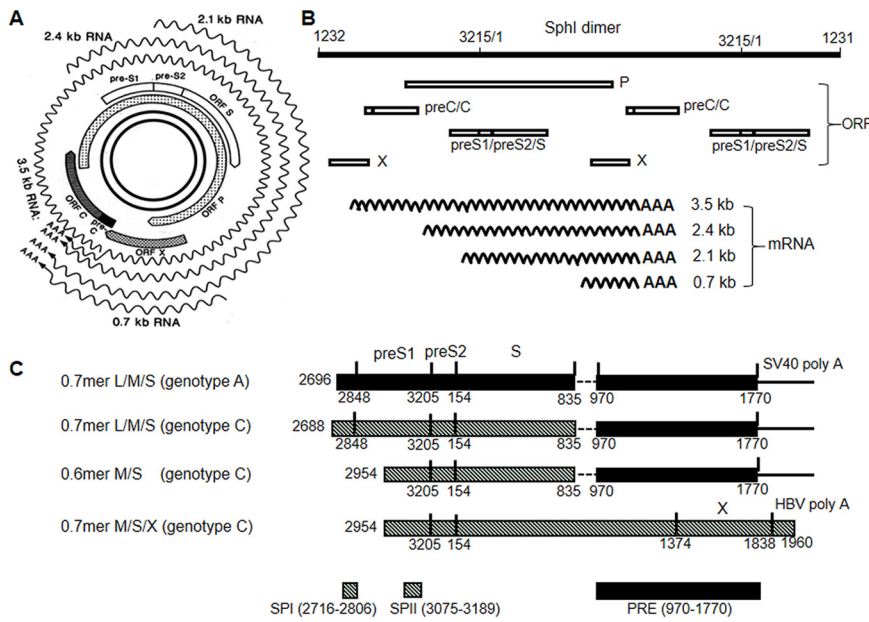 A
2.1 kb RNA
2.4 kb RNA
pre-S1
pre-S2
ORF S
3.5 kb RNA:
ORF C
pre-C
ORF P
ORF X
AAA
AAA
AAA
AAA
0.7 kb RNA
B
SphI dimer
1232
3215/1
3215/1
1231
P
preC/C
preC/C
preS1/preS2/S
preS1/preS2/S
X
X
ORF
AAA 3.5 kb
AAA 2.4 kb
AAA 2.1 kb
AAA 0.7 kb
mRNA
C
preS1 preS2 S
SV40 poly A
0.7mer L/M/S (genotype A)
2696
2848 3205 154 835 970 1770
0.7mer L/M/S (genotype C)
2688
2848 3205 154 835 970 1770
0.6mer M/S (genotype C)
2954
3205 154 835 970 1770
X HBV poly A
0.7mer M/S/X (genotype C)
2954
3205 154 1374 1838 1960
SPI (2716-2806) SPII (3075-3189) PRE (970-1770)